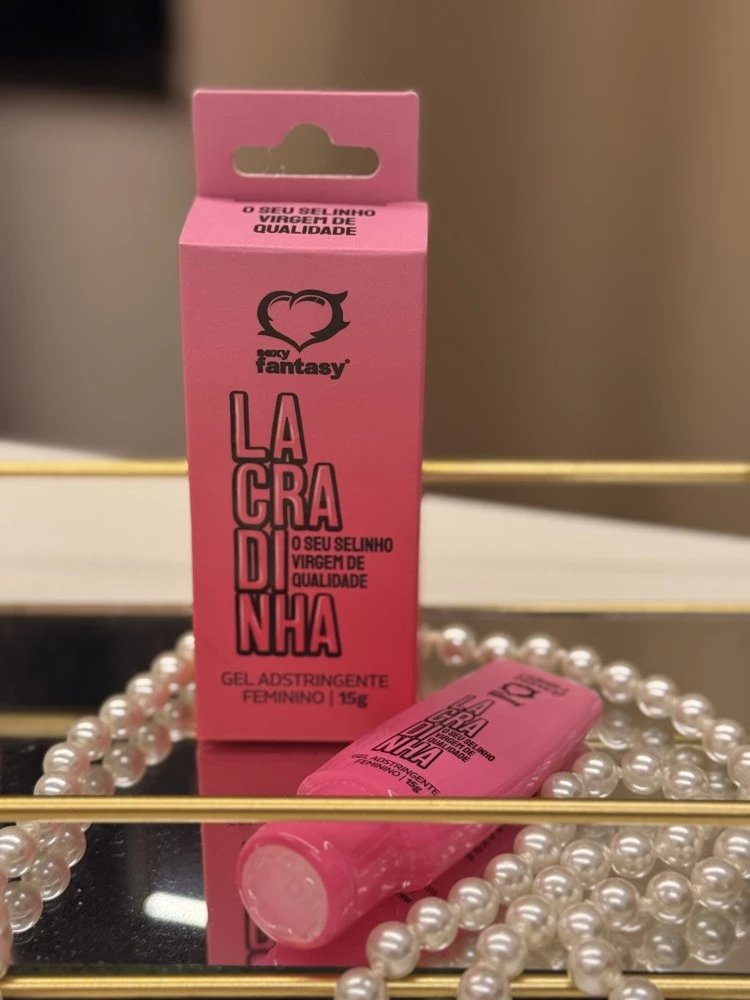 O SEU SELINHO
VIRGEM DE
QUALIDADE
sexy
fantasy®
LA
CRA
DI
NHA
O SEU SELINHO
VIRGEM DE
QUALIDADE
GEL ADSTRINGENTE
FEMININO | 15g
LA
CRA
DI
NHA
O SEU SELINHO
VIRGEM DE
QUALIDADE
GEL ADSTRINGENTE
FEMININO | 15g